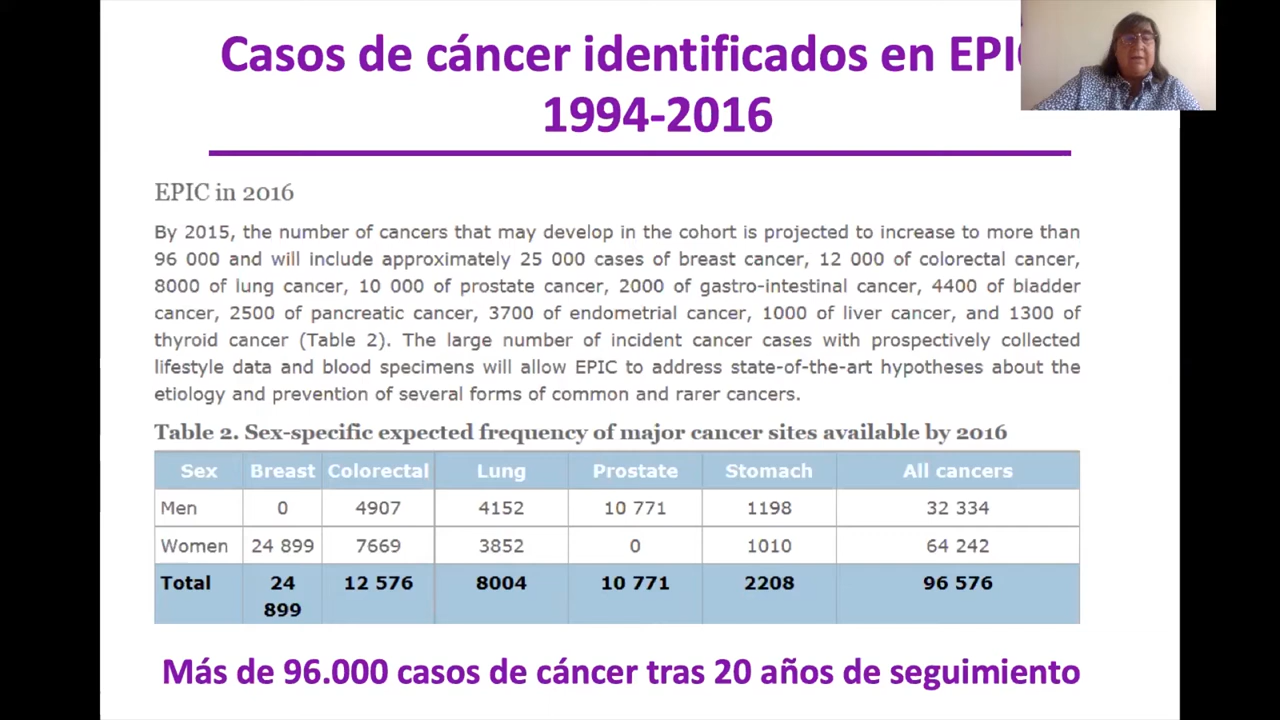 Casos de cáncer identificados en EPIC
1994-2016
EPIC in 2016
By 2015, the number of cancers that may develop in the cohort is projected to increase to more than
96 000 and will include approximately 25 000 cases of breast cancer, 12 000 of colorectal cancer,
8000 of lung cancer, 10 000 of prostate cancer, 2000 of gastro-intestinal cancer, 4400 of bladder
cancer, 2500 of pancreatic cancer, 3700 of endometrial cancer, 1000 of liver cancer, and 1300 of
thyroid cancer (Table 2). The large number of incident cancer cases with prospectively collected
lifestyle data and blood specimens will allow EPIC to address state-of-the-art hypotheses about the
etiology and prevention of several forms of common and rarer cancers.
Table 2. Sex-specific expected frequency of major cancer sites available by 2016
Sex Breast Colorectal Lung Prostate Stomach All cancers
Men 0 4907 4152 10 771 1198 32 334
Women 24 899 7669 3852 0 1010 64 242
Total 24 899 12 576 8004 10 771 2208 96 576
Más de 96.000 casos de cáncer tras 20 años de seguimiento